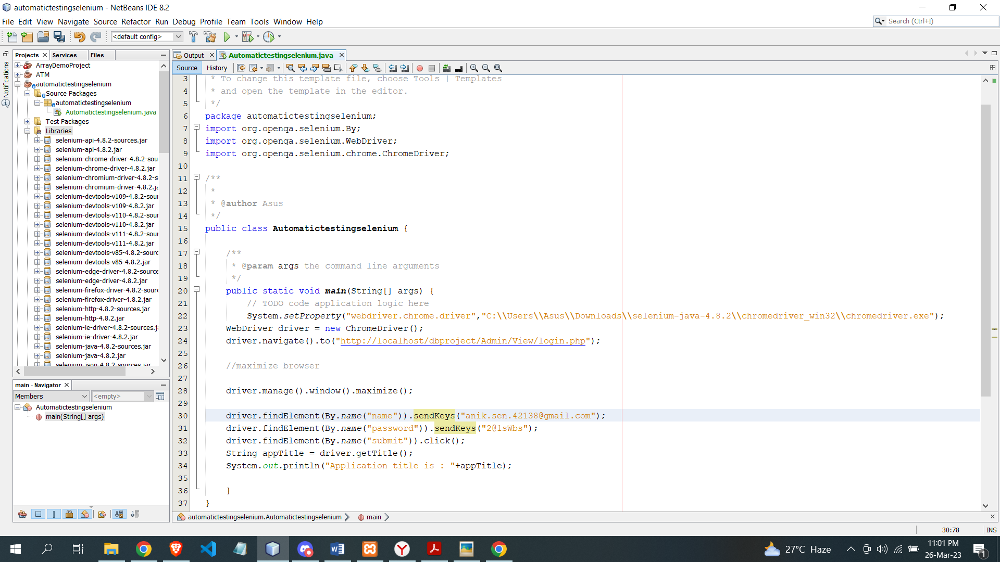 automatictestingselenium - NetBeans IDE 8.2
File Edit View Navigate Source Refactor Run Debug Profile Team Tools Window Help
Search (Ctrl+I)
<default config>
Notifications
Projects
Services
Files
ArrayDemoProject
ATM
automatictestingselenium
Source Packages
automatictestingselenium
Automatictestingselenium.java
Test Packages
Libraries
selenium-api-4.8.2-sources.jar
selenium-api-4.8.2.jar
selenium-chrome-driver-4.8.2-sou
selenium-chrome-driver-4.8.2.jar
selenium-chromium-driver-4.8.2-s
selenium-chromium-driver-4.8.2.ja
selenium-devtools-v109-4.8.2-sour
selenium-devtools-v109-4.8.2.jar
selenium-devtools-v110-4.8.2-sour
selenium-devtools-v110-4.8.2.jar
selenium-devtools-v111-4.8.2-sour
selenium-devtools-v111-4.8.2.jar
selenium-devtools-v85-4.8.2-sourc
selenium-devtools-v85-4.8.2.jar
selenium-edge-driver-4.8.2-source
selenium-edge-driver-4.8.2.jar
selenium-firefox-driver-4.8.2-sourc
selenium-firefox-driver-4.8.2.jar
selenium-http-4.8.2-sources.jar
selenium-http-4.8.2.jar
selenium-ie-driver-4.8.2-sources.ja
selenium-ie-driver-4.8.2.jar
selenium-java-4.8.2-sources.jar
selenium-java-4.8.2.jar
selenium-json-4.8.2-sources.jar
main - Navigator
Members
<empty>
Automatictestingselenium
main(String[] args)
Output
Automatictestingselenium.java
Source
History
3 * To change this template file, choose Tools | Templates
4 * and open the template in the editor.
5 */
6 package automatictestingselenium;
7 import org.openqa.selenium.By;
8 import org.openqa.selenium.WebDriver;
9 import org.openqa.selenium.chrome.ChromeDriver;
10
11 /**
12 *
13 * @author Asus
14 */
15 public class Automatictestingselenium {
16
17 /**
18 * @param args the command line arguments
19 */
20 public static void main(String[] args) {
21 // TODO code application logic here
22 System.setProperty("webdriver.chrome.driver","C:\\Users\\Asus\\Downloads\\selenium-java-4.8.2\\chromedriver_win32\\chromedriver.exe");
23 WebDriver driver = new ChromeDriver();
24 driver.navigate().to("http://localhost/dbproject/Admin/View/login.php");
25
26 //maximize browser
27
28 driver.manage().window().maximize();
29
30 driver.findElement(By.name("name")).sendKeys("anik.sen.42138@gmail.com");
31 driver.findElement(By.name("password")).sendKeys("2@1sWbs");
32 driver.findElement(By.name("submit")).click();
33 String appTitle = driver.getTitle();
34 System.out.println("Application title is : "+appTitle);
35
36 }
37 }
automatictestingselenium.Automatictestingselenium
main
30:78
INS
27°C Haze
11:01 PM
26-Mar-23
1